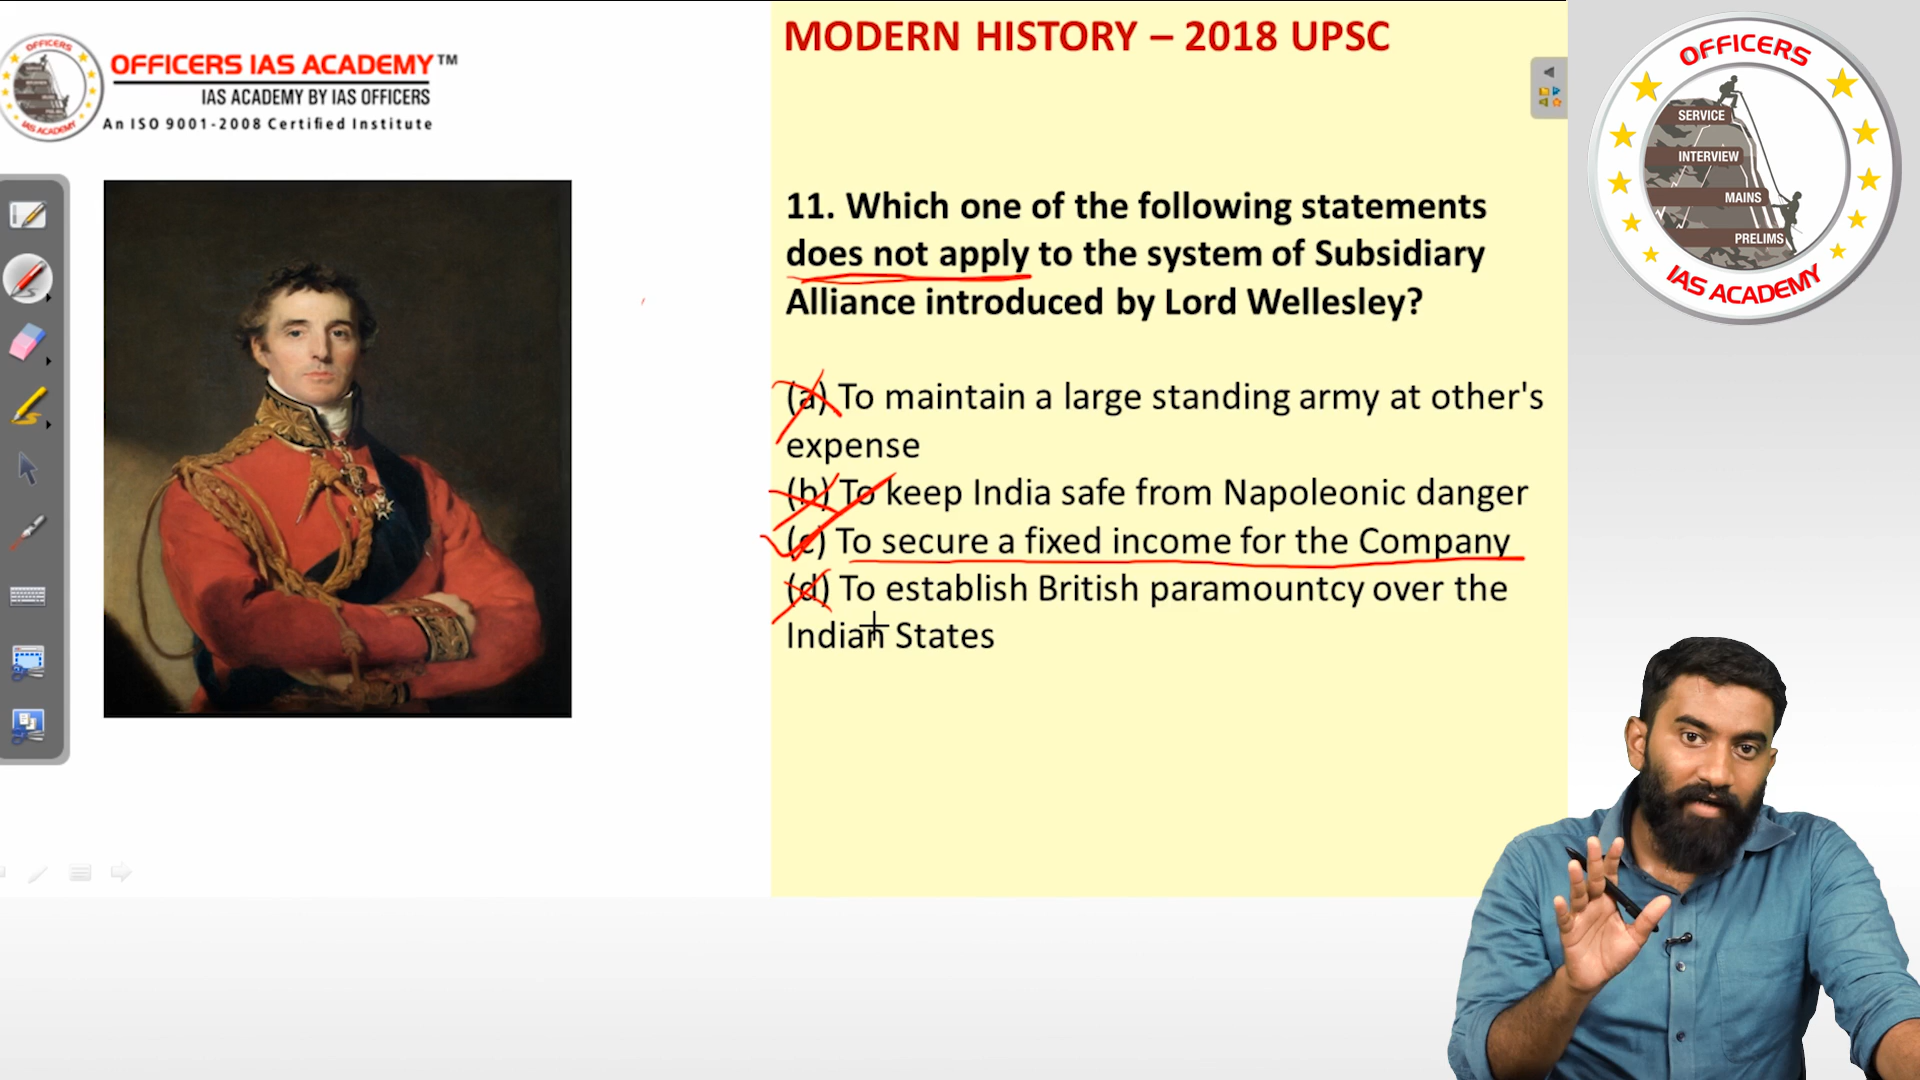 OFFICERS
IAS ACADEMY
OFFICERS IAS ACADEMY™
IAS ACADEMY BY IAS OFFICERS
An ISO 9001-2008 Certified Institute
MODERN HISTORY – 2018 UPSC
11. Which one of the following statements
does not apply to the system of Subsidiary
Alliance introduced by Lord Wellesley?
(a) To maintain a large standing army at other's
expense
(b) To keep India safe from Napoleonic danger
(c) To secure a fixed income for the Company
(d) To establish British paramountcy over the
Indian States
OFFICERS
SERVICE
INTERVIEW
MAINS
PRELIMS
IAS ACADEMY